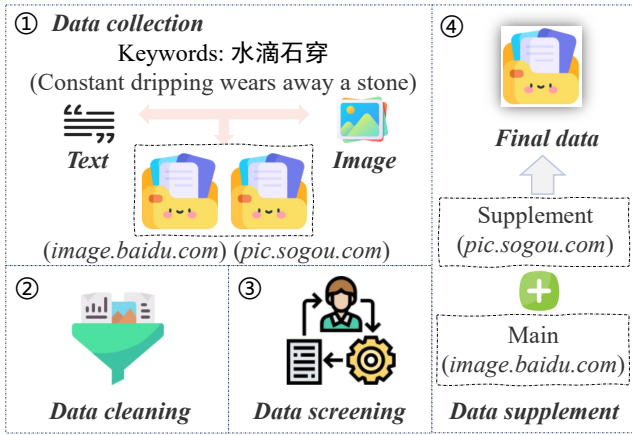 ① Data collection
Keywords: 水滴石穿
(Constant dripping wears away a stone)
Text
Image
(image.baidu.com) (pic.sogou.com)
②
Data cleaning
③
Data screening
④
Final data
Supplement
(pic.sogou.com)
Main
(image.baidu.com)
Data supplement